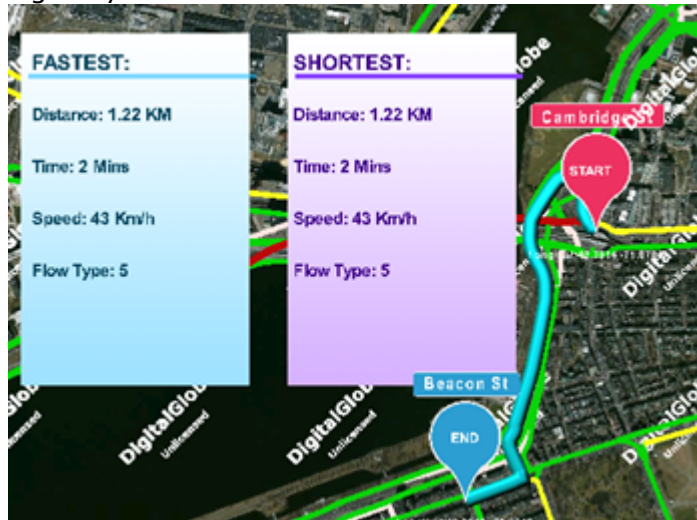 FASTEST:
Distance: 1.22 KM
Time: 2 Mins
Speed: 43 Km/h
Flow Type: 5
SHORTEST:
Distance: 1.22 KM
Time: 2 Mins
Speed: 43 Km/h
Flow Type: 5
Cambridge St
START
Beacon St
END
DigitalGlobe
Unlicensed
DigitalGlobe
Unlicensed
DigitalGlobe
Unlicensed